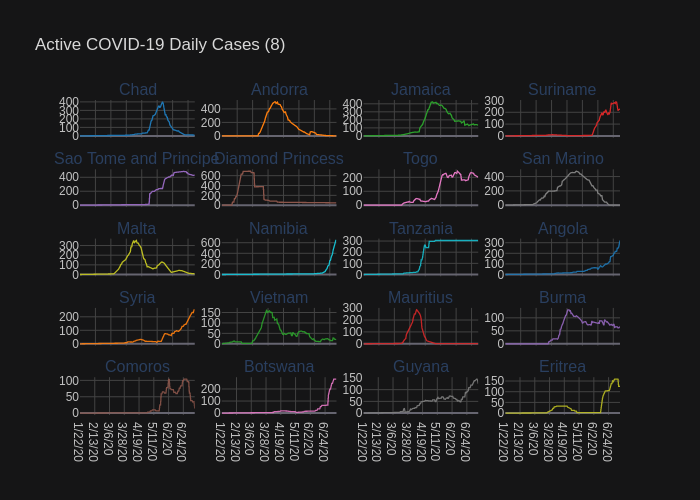 Active COVID-19 Daily Cases (8)
Chad Andorra Jamaica Suriname
400 300 200 100 0
400 200 0
400 300 200 100 0
300 200 100 0
Sao Tome and Principe Diamond Princess Togo San Marino
400 200 0
600 400 200 0
200 100 0
400 200 0
Malta Namibia Tanzania Angola
300 200 100 0
600 400 200 0
300 200 100 0
300 200 100 0
Syria Vietnam Mauritius Burma
200 100 0
150 100 50 0
300 200 100 0
100 50 0
Comoros Botswana Guyana Eritrea
100 50 0
200 100 0
150 100 50 0
150 100 50 0
1/22/20 2/13/20 3/6/20 3/28/20 4/19/20 5/11/20 6/2/20 6/24/20
1/22/20 2/13/20 3/6/20 3/28/20 4/19/20 5/11/20 6/2/20 6/24/20
1/22/20 2/13/20 3/6/20 3/28/20 4/19/20 5/11/20 6/2/20 6/24/20
1/22/20 2/13/20 3/6/20 3/28/20 4/19/20 5/11/20 6/2/20 6/24/20